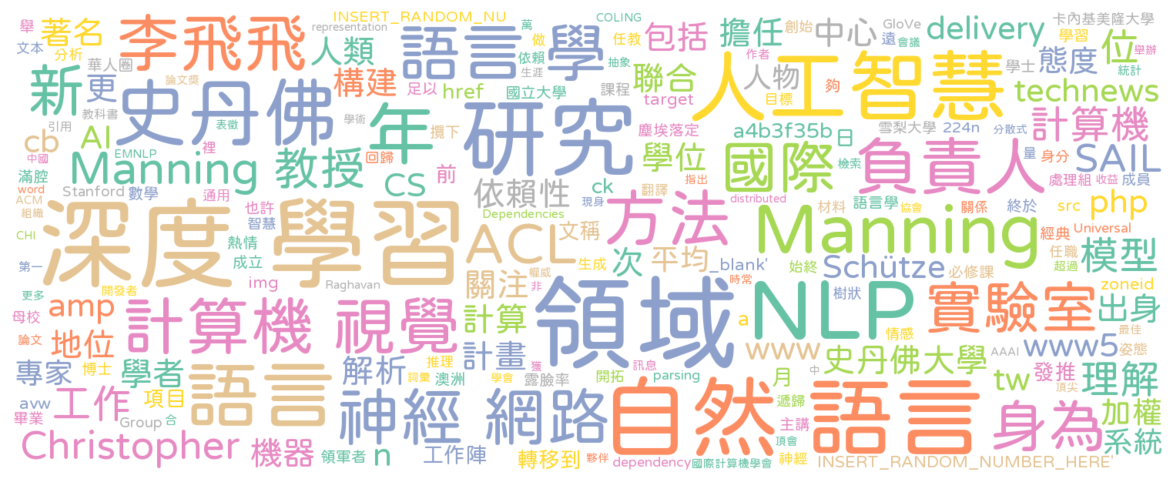 舉
著名
李飛飛
INSERT_RANDOM_NU
representation
人類
語言學
COLING
萬
做
任教
依賴
抽象
生涯
創始
包括
擔任
中心
GloVe
遠
會議
delivery
卡內基美隆大學
學習
位
舉辦
統計
文本
分析
華人圈
論文獎
新
更
教科書
引用
AI
史丹佛
表徵
學術
構建
足以
href
年
攬下
國立大學
課程
研究
聯合
target
作者
人工智慧
人物
目標
夠
學士
態度
technews
塵埃落定
a4b3f35b
日
雪梨大學
224n
分散式
計算機
cb
中國
滿腔
EMNLP
裡
Manning
教授
回歸
前
學位
國際
檢索
負責人
量
身分
SAIL
word
Stanford
數學
通用
CS
依賴性
ck
翻譯
現身
指出
distributed
材料
語言學
處理組
收益
成員
ACM
組織
也許
智慧
Dependencies
方法
協會
關係
終於
src
php
CHI
深度學習
熱情
成立
ACL
文稱
Manning
經典
Universal
任職
超過
模型
第一
img
Raghavan
權威
非
關注
生成
次
平均
_blank'
始終
Schütze
必修課
時常
樹狀
zoneid
更多
開發者
amp
母校
論文
地位
計算機
視覺
計算
領域
a
NLP
情感
實驗室
出身
最佳
姿態
專家
博士
學者
語言
解析
推理
計畫
獲
訊息
www
中
史丹佛大學
AAAI
www5
avw
項目
詞彙
澳洲
學會
露臉率
開拓
parsing
月
遞歸
tw
發推
頂尖
理解
畢業
工作
Group
合
神經
網路
自然
語言
主講
身為
加權
Christopher
機器
領軍者
n
工作陣
轉移到
夥伴
dependency
國際計算機學會
頂會
神經
INSERT_RANDOM_NUMBER_HERE'
系統